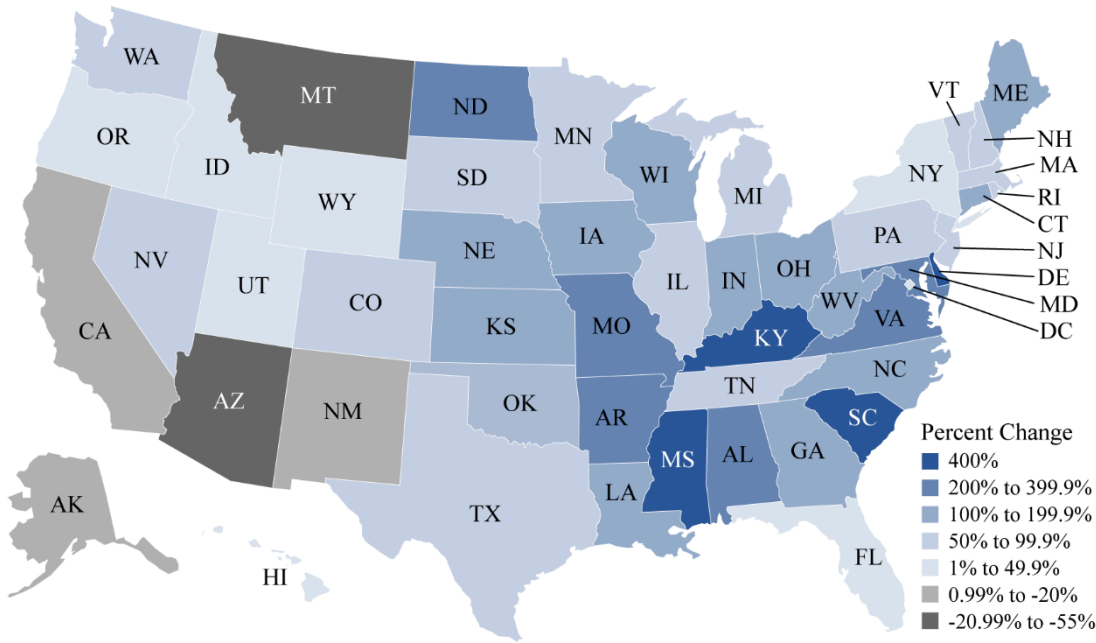 WA
MT
ND
VT
ME
OR
MN
NH
ID
SD
WI
MI
NY
MA
WY
RI
CT
NE
IA
PA
NJ
NV
UT
CO
IL
IN
OH
DE
CA
KS
MO
WV
VA
MD
DC
KY
AZ
NM
OK
TN
NC
AR
SC
MS
AL
GA
LA
TX
AK
HI
FL
Percent Change
400%
200% to 399.9%
100% to 199.9%
50% to 99.9%
1% to 49.9%
0.99% to -20%
-20.99% to -55%